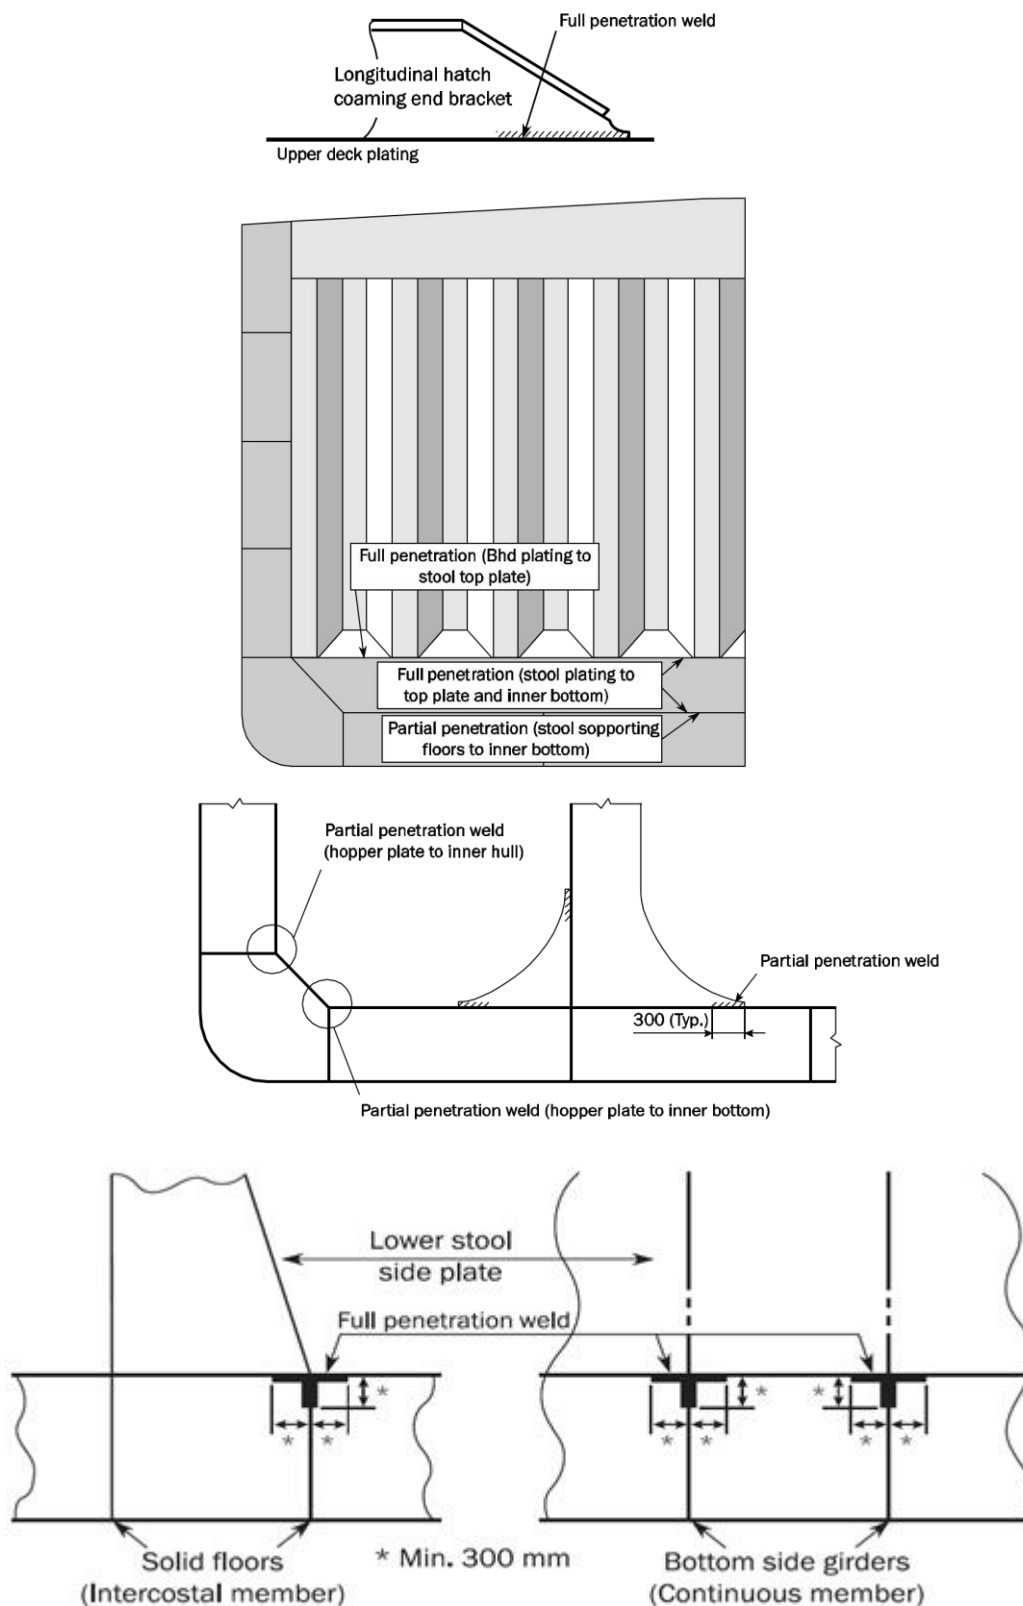 Full penetration weld
Longitudinal hatch
coaming end bracket
Upper deck plating
Full penetration (Bhd plating to
stool top plate)
Full penetration (stool plating to
top plate and inner bottom)
Partial penetration (stool sopporting
floors to inner bottom)
Partial penetration weld
(hopper plate to inner hull)
Partial penetration weld
300 (Typ.)
Partial penetration weld (hopper plate to inner bottom)
Lower stool
side plate
Full penetration weld
*
* *
*
* *
*
* *
Solid floors
(Intercostal member)
* Min. 300 mm
Bottom side girders
(Continuous member)